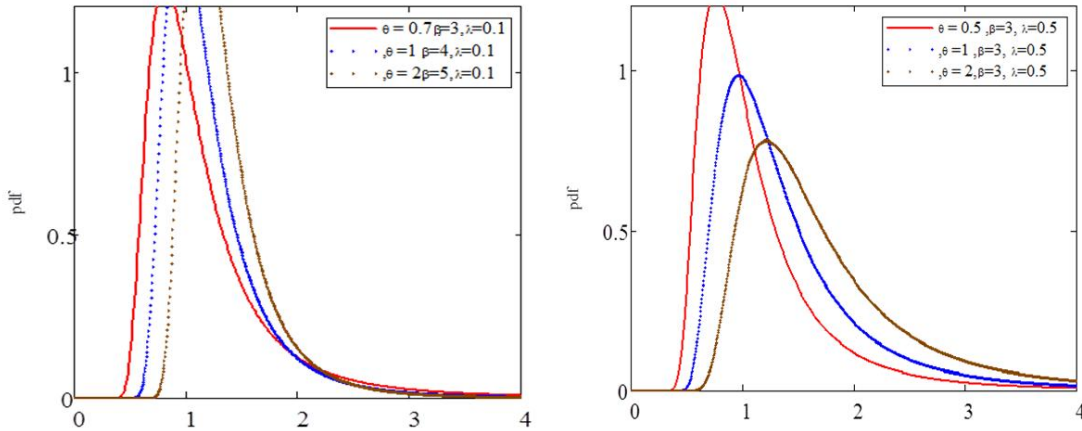 θ = 0.7β=3,λ=0.1
,θ=1 β=4,λ=0.1
,θ= 2β=5,λ=0.1
1
0.5
0
pdf
0 1 2 3 4
θ = 0.5 ,β=3, λ=0.5
,θ =1 ,β=3, λ=0.5
,θ = 2,β=3, λ=0.5
1
0.5
0
pdf
0 1 2 3 4